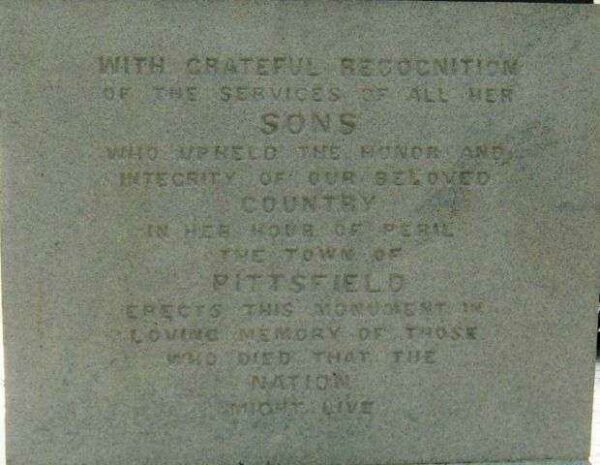 WITH GRATEFUL RECOGNITION
OF THE SERVICES OF ALL HER
SONS
WHO UPHELD THE HONOR AND
INTEGRITY OF OUR BELOVED
COUNTRY
IN HER HOUR OF PERIL
THE TOWN OF
PITTSFIELD
ERECTS THIS MONUMENT IN
LOVING MEMORY OF THOSE
WHO DIED THAT THE
NATION
MIGHT LIVE